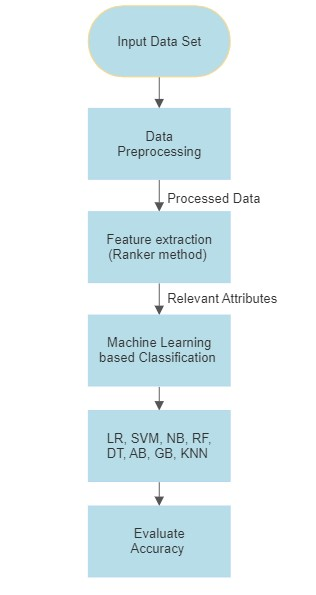 Input Data Set
Data
Preprocessing
Processed Data
Feature extraction
(Ranker method)
Relevant Attributes
Machine Learning
based Classification
LR, SVM, NB, RF,
DT, AB, GB, KNN
Evaluate
Accuracy